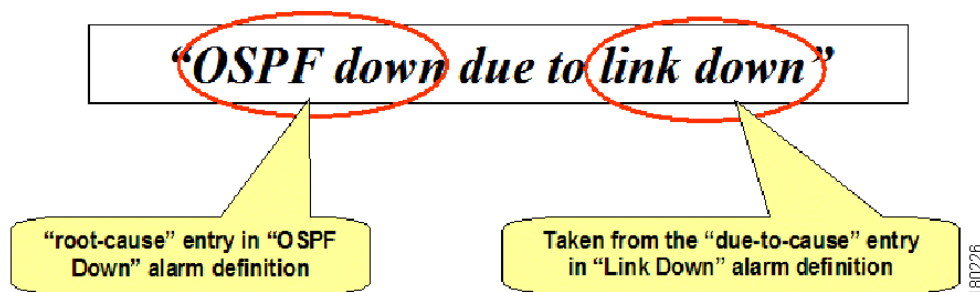 “OSPF down due to link down”
“root-cause” entry in “OSPF
Down” alarm definition
Taken from the “due-to-cause” entry
in “Link Down” alarm definition
180226